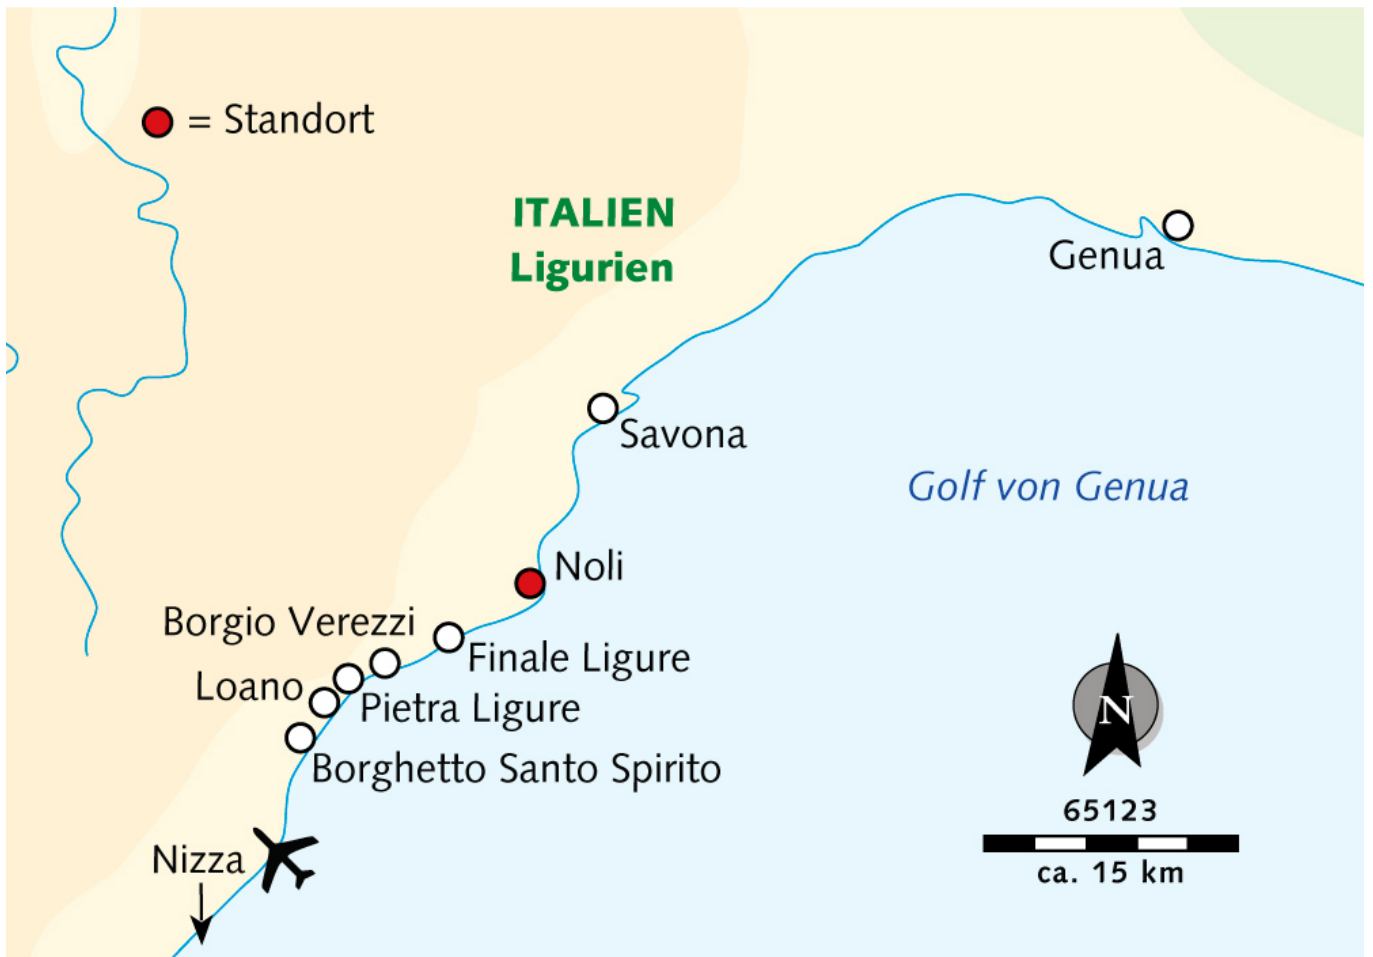 = Standort
ITALIEN
Ligurien
Genua
Savona
Golf von Genua
Noli
Borgio Verezzi
Finale Ligure
Loano
Pietra Ligure
Borghetto Santo Spirito
Nizza
N
65123
ca. 15 km